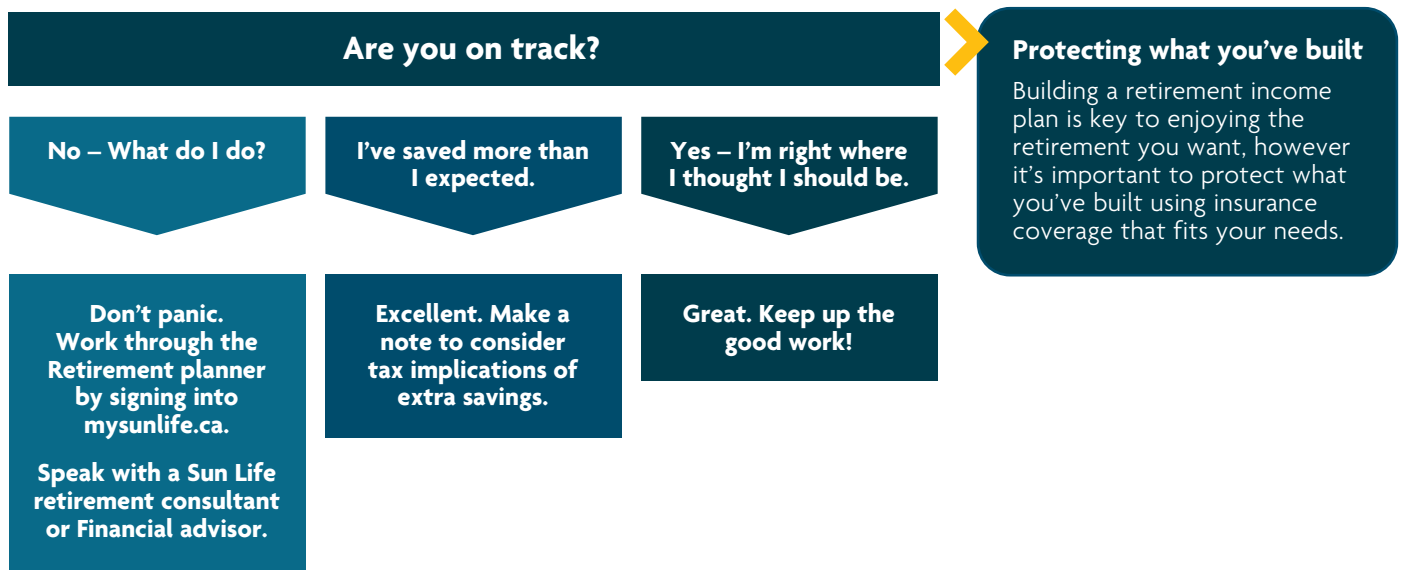 Are you on track?
No – What do I do?
Don’t panic.
Work through the
Retirement planner
by signing into
mysunlife.ca.
Speak with a Sun Life
retirement consultant
or Financial advisor.
I’ve saved more than
I expected.
Excellent. Make a
note to consider
tax implications of
extra savings.
Yes – I’m right where
I thought I should be.
Great. Keep up the
good work!
Protecting what you’ve built
Building a retirement income
plan is key to enjoying the
retirement you want, however
it’s important to protect what
you’ve built using insurance
coverage that fits your needs.